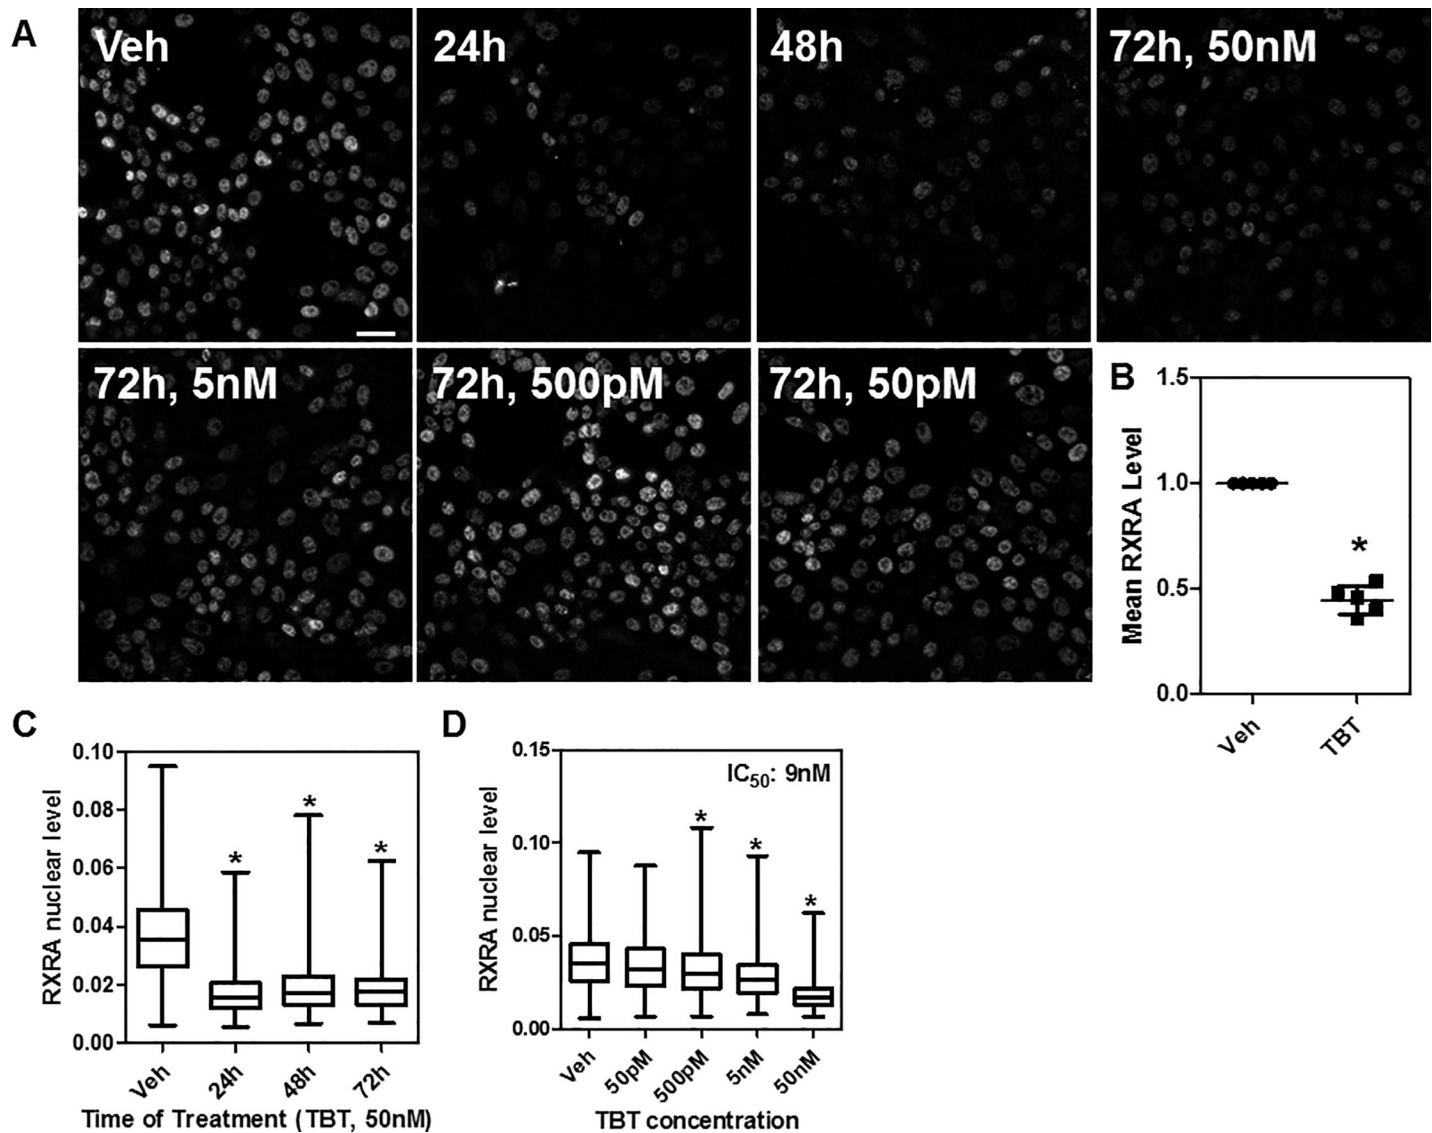 A
Veh
24h
48h
72h, 50nM
72h, 5nM
72h, 500pM
72h, 50pM
B
Mean RXRA Level
1.5
1.0
0.5
0.0
*
Veh
TBT
C
RXRA nuclear level
0.10
0.08
0.06
0.04
0.02
0.00
*
*
*
Veh
24h
48h
72h
Time of Treatment (TBT, 50nM)
D
RXRA nuclear level
0.15
0.10
0.05
0.00
IC50: 9nM
*
*
*
Veh
50pM
500pM
5nM
50nM
TBT concentration